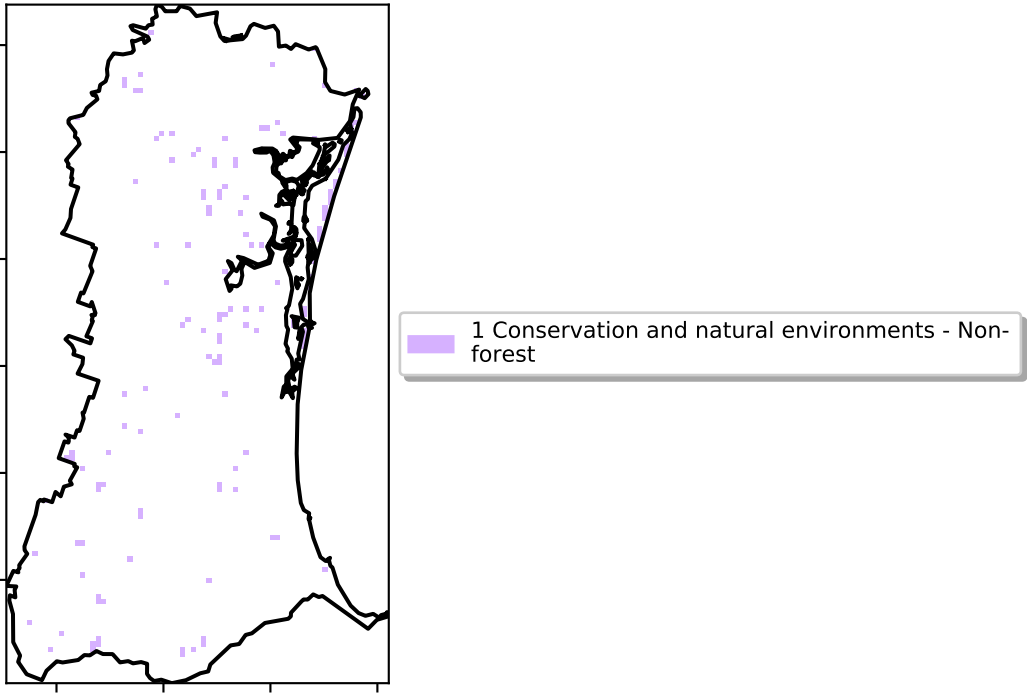 1 Conservation and natural environments - Non-
forest